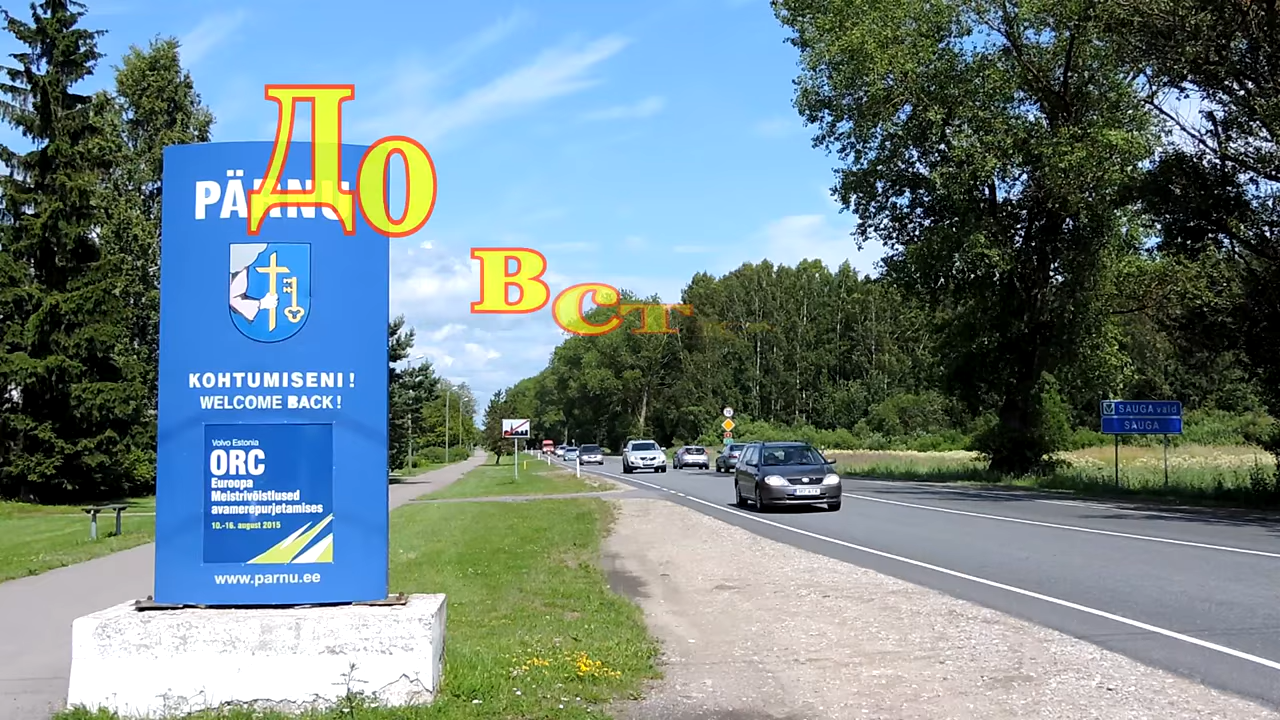 До вст
PÄRNU
KOHTUMISENI!
WELCOME BACK!
Volvo Estonia
ORC
Euroopa
Meistrivõistlused
avamerepurjetamises
10.-16. august 2015
www.parnu.ee
SAUGA vald
SAUGA